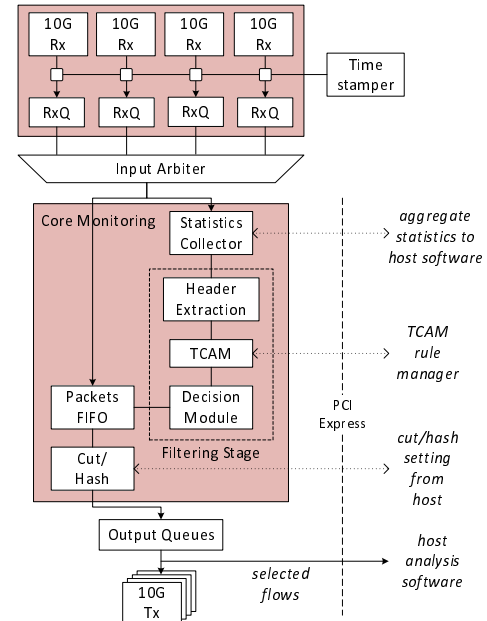 10G
Rx
10G
Rx
10G
Rx
10G
Rx
Time
stamper
RxQ
RxQ
RxQ
RxQ
Input Arbiter
Core Monitoring
Statistics
Collector
aggregate
statistics to
host software
Header
Extraction
TCAM
TCAM
rule
manager
Packets
FIFO
Decision
Module
PCI
Express
Filtering Stage
Cut/
Hash
cut/hash
setting
from
host
Output Queues
host
analysis
software
selected
flows
10G
Tx